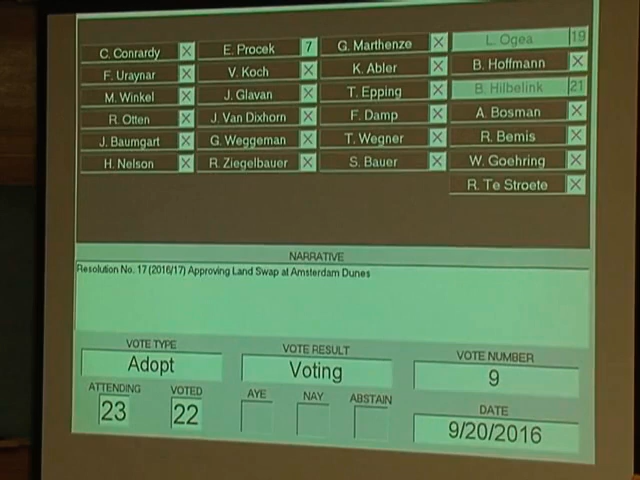 C. Conrardy X E. Procek 7 G. Marthenze X L. Ogea 19
F. Uraynar X V. Koch X K. Abler X B. Hoffmann X
M. Winkel X J. Glavan X T. Epping X B. Hilbelink 21
R. Otten X J. Van Dixhorn X F. Damp X A. Bosman X
J. Baumgart X G. Weggeman X T. Wegner X R. Bemis X
H. Nelson X R. Ziegelbauer X S. Bauer X W. Goehring X
R. Te Stroete X
NARRATIVE
Resolution No. 17 (2016/17) Approving Land Swap at Amsterdam Dunes
VOTE TYPE VOTE RESULT VOTE NUMBER
Adopt Voting 9
ATTENDING VOTED AYE NAY ABSTAIN DATE
23 22 9/20/2016